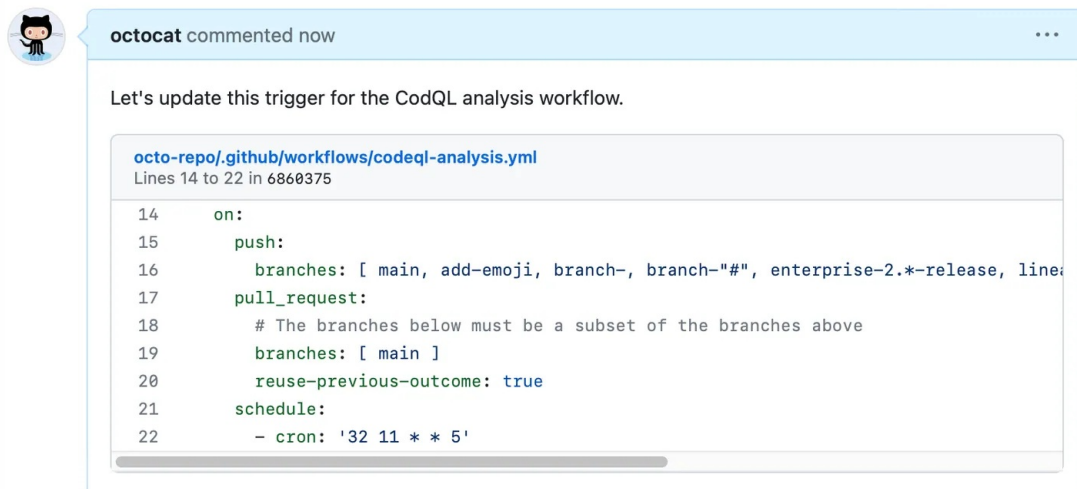 octocat commented now
Let's update this trigger for the CodQL analysis workflow.
octo-repo/.github/workflows/codeql-analysis.yml
Lines 14 to 22 in 6860375
14 on:
15 push:
16 branches: [ main, add-emoji, branch-, branch-"#", enterprise-2.*-release,
17 pull_request:
18 # The branches below must be a subset of the branches above
19 branches: [ main ]
20 reuse-previous-outcome: true
21 schedule:
22 - cron: '32 11 * * 5'